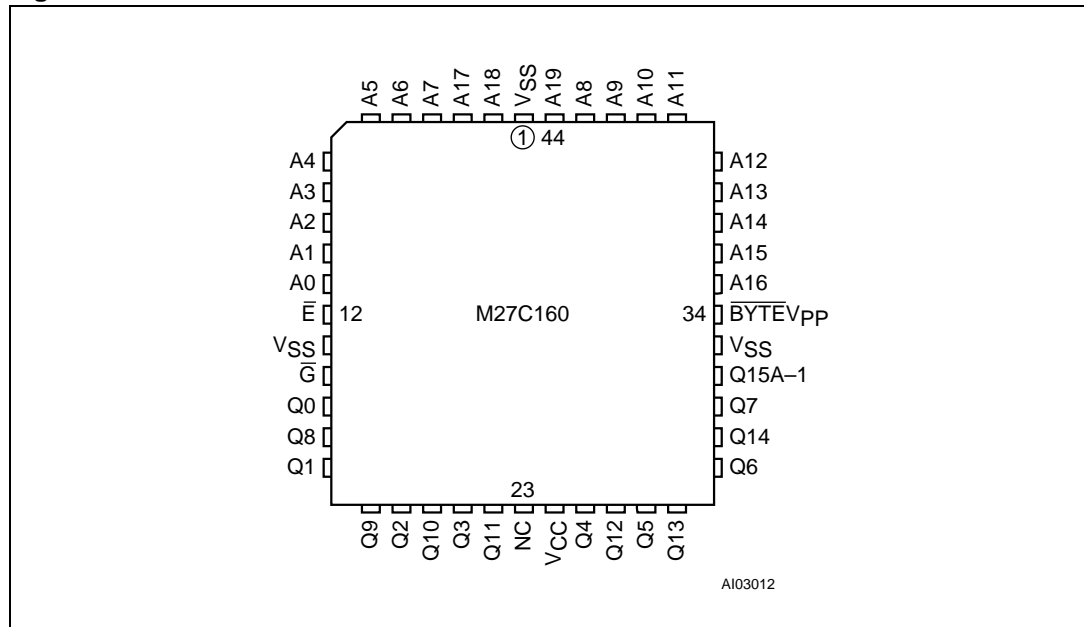 A5 A6 A7 A17 A18 VSS A19 A8 A9 A10 A11
① 44
A4
A3
A2
A1
A0
E̅
VSS
G̅
Q0
Q8
Q1
12
M27C160
34
A12
A13
A14
A15
A16
B̅Y̅T̅E̅VPP
VSS
Q15A–1
Q7
Q14
Q6
23
Q9 Q2 Q10 Q3 Q11 NC VCC Q4 Q12 Q5 Q13
AI03012